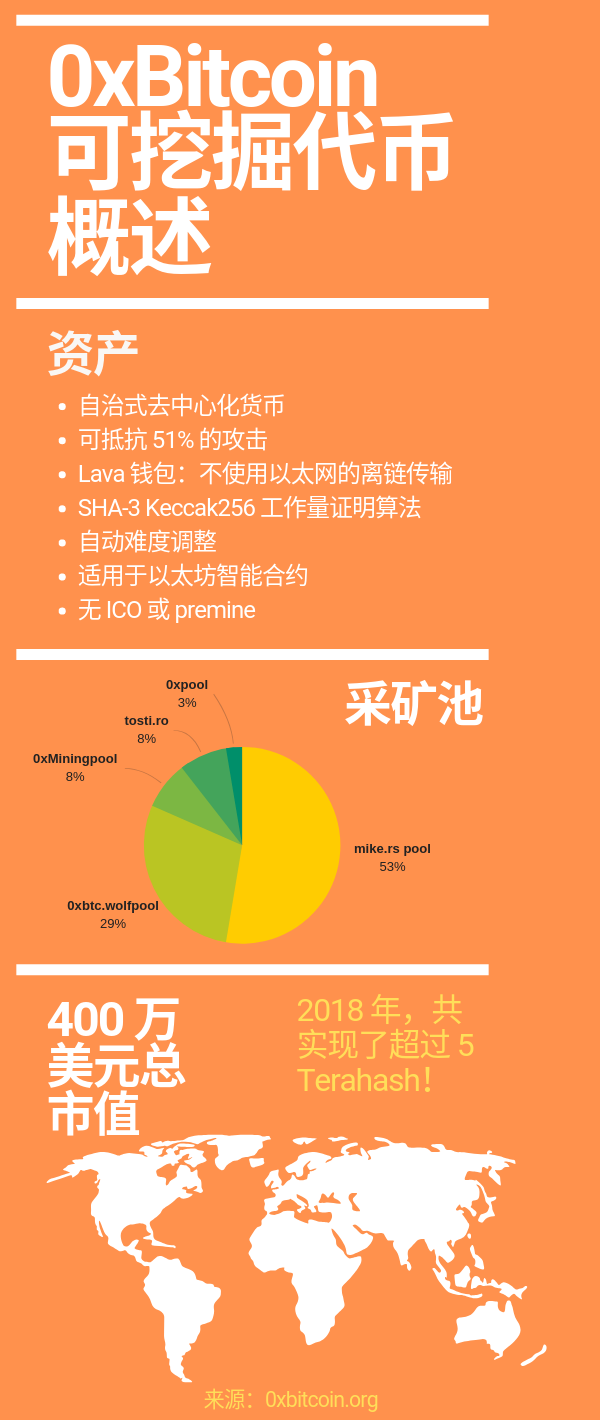 0xBitcoin
可挖掘代币
概述
资产
自治式去中心化货币
可抵抗 51% 的攻击
Lava 钱包：不使用以太网的离链传输
SHA-3 Keccak256 工作量证明算法
自动难度调整
适用于以太坊智能合约
无 ICO 或 premine
采矿池
0xpool
3%
tosti.ro
8%
0xMiningpool
8%
mike.rs pool
53%
0xbtc.wolfpool
29%
400 万
美元总
市值
2018 年，共
实现了超过 5
Terahash！
来源：0xbitcoin.org